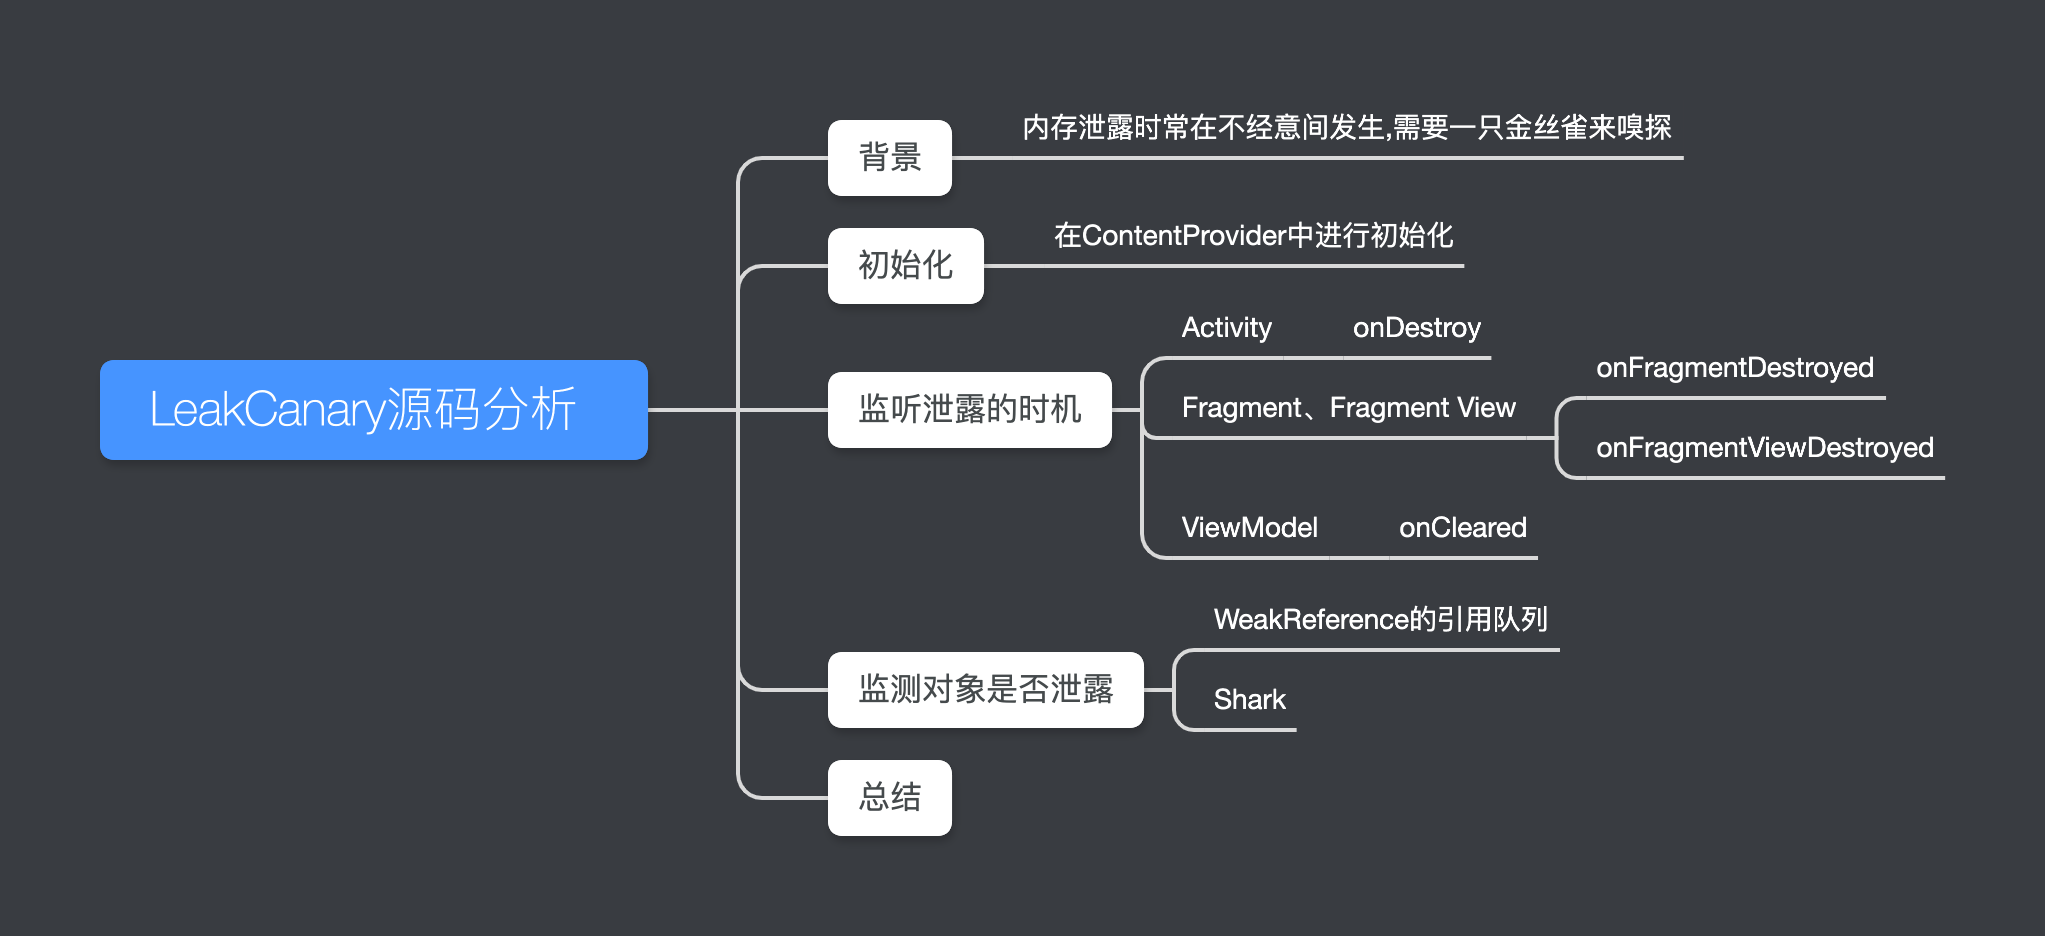 LeakCanary源码分析
背景
内存泄露时常在不经意间发生,需要一只金丝雀来嗅探
初始化
在ContentProvider中进行初始化
监听泄露的时机
Activity
onDestroy
Fragment、Fragment View
onFragmentDestroyed
onFragmentViewDestroyed
ViewModel
onCleared
监测对象是否泄露
WeakReference的引用队列
Shark
总结